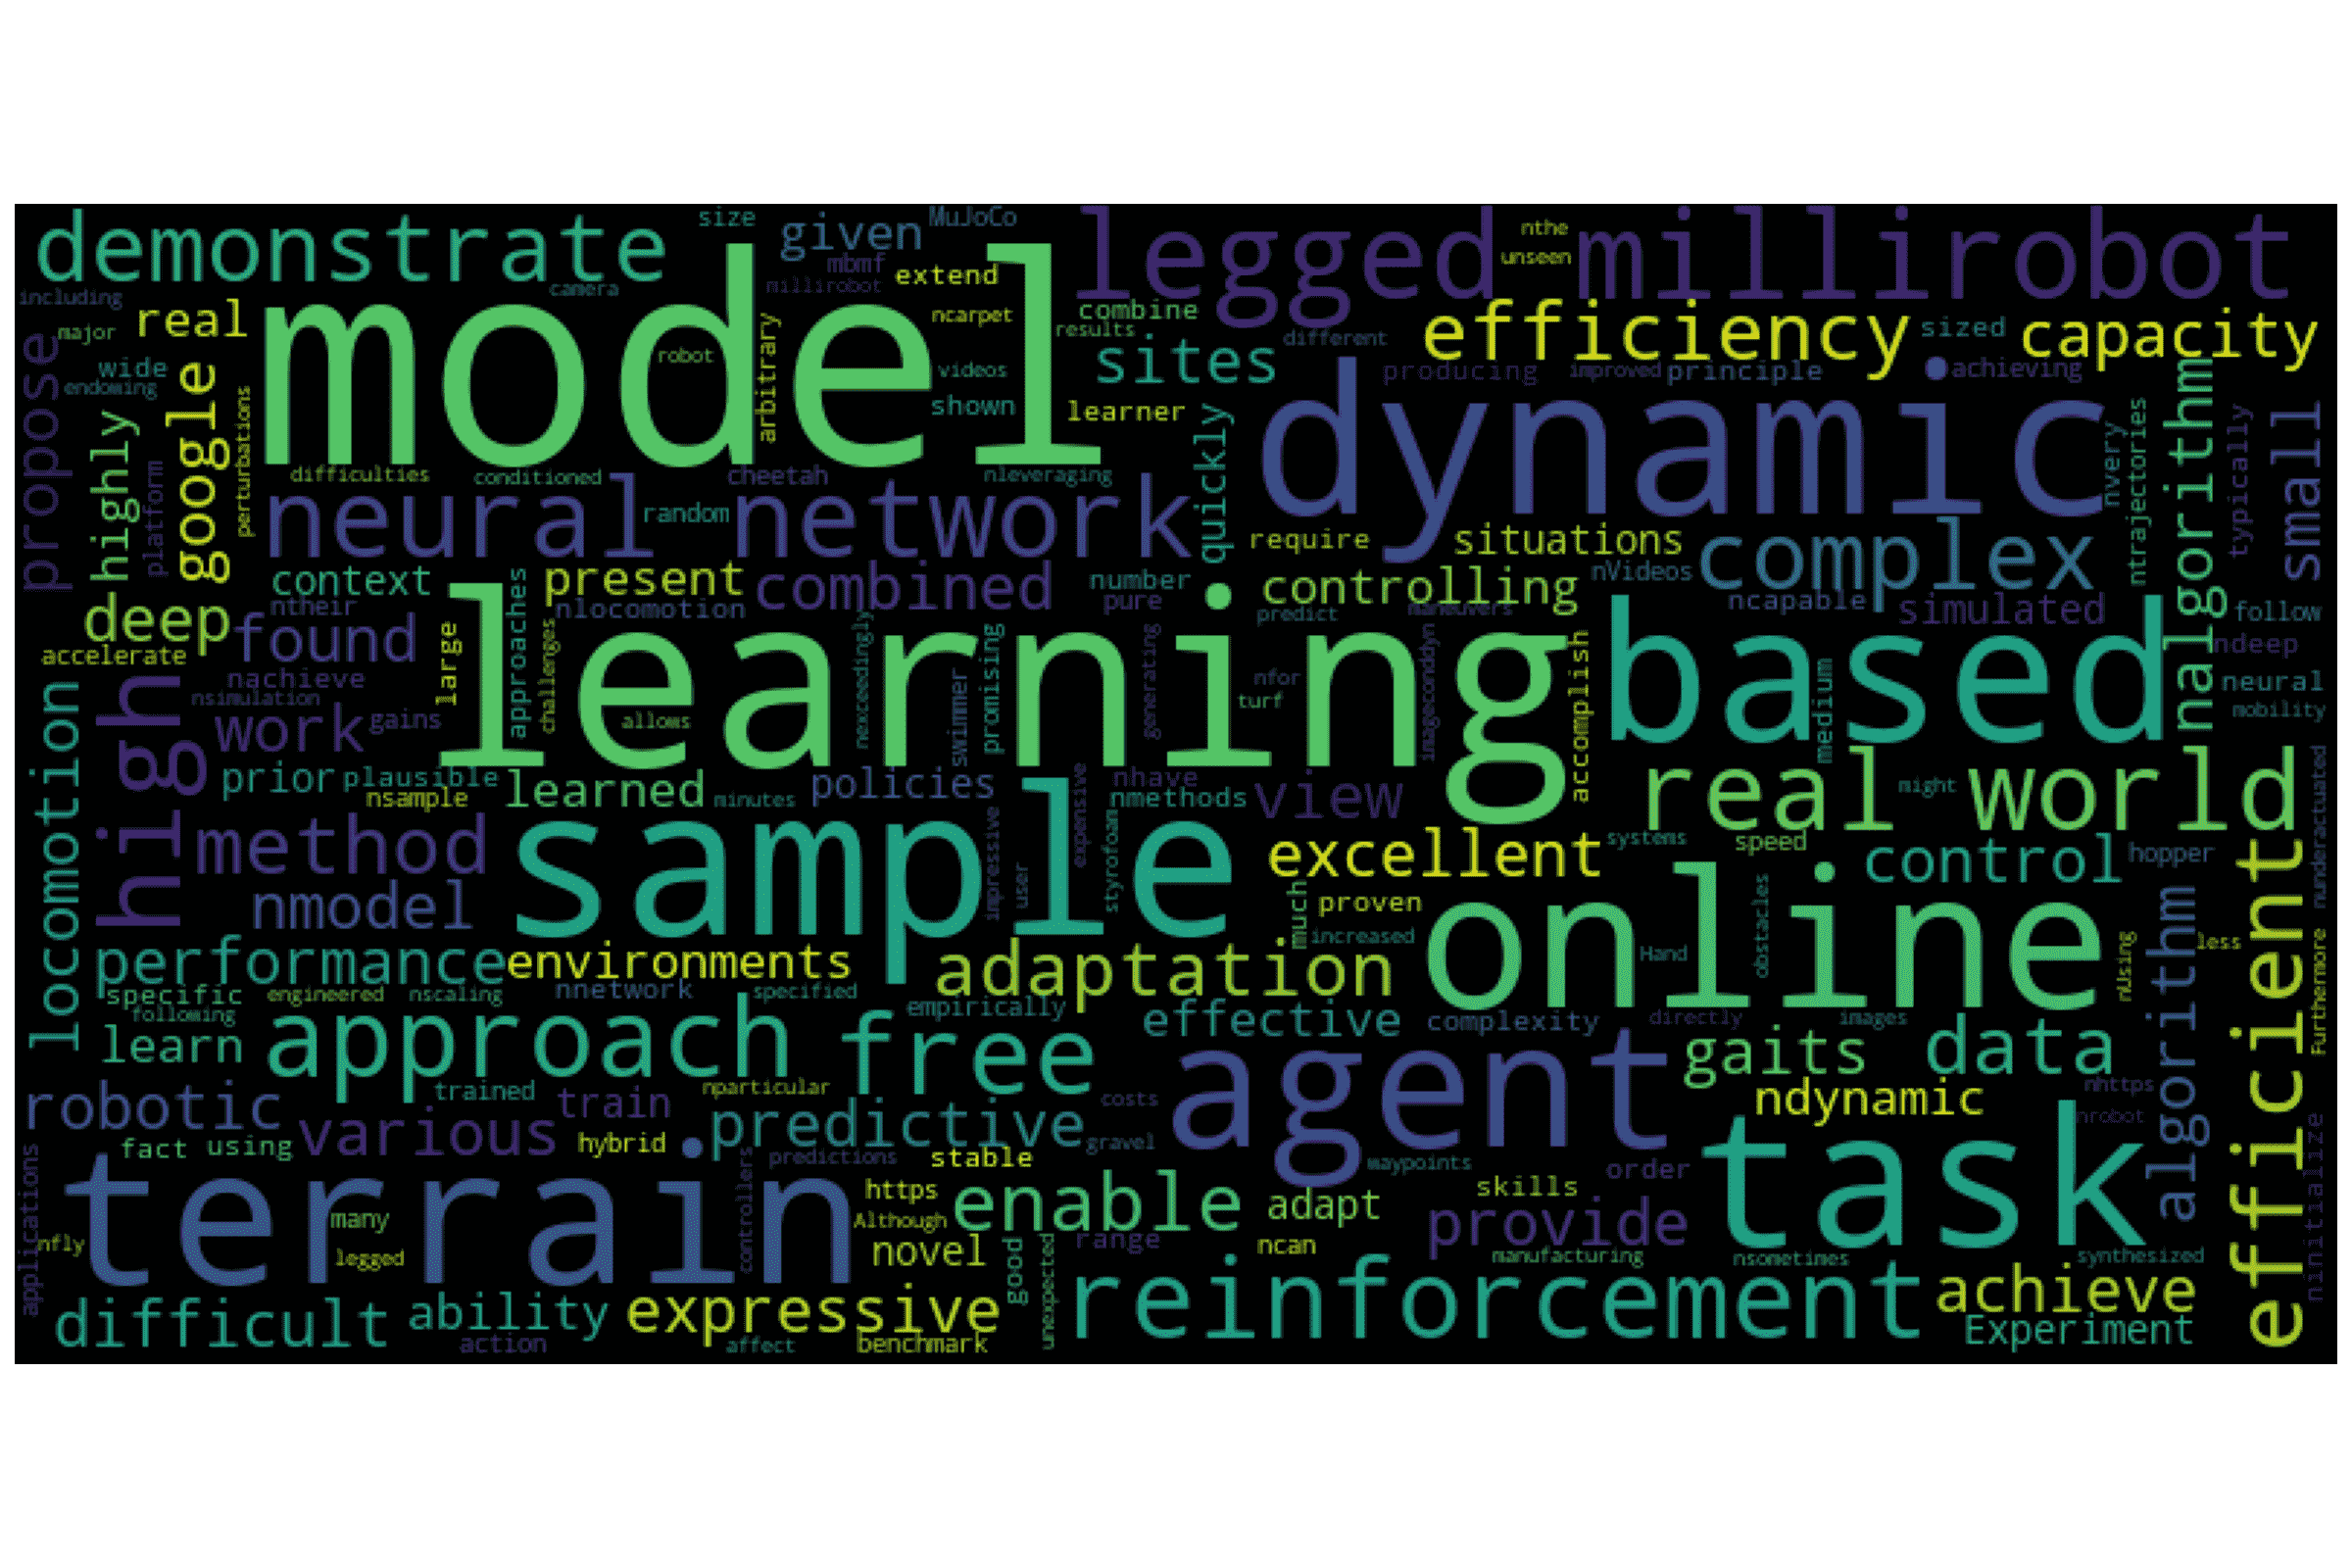 demonstrate
size
given
MuJoCo
legged millirobot
nthe
unseen
mbmf
camera
millirobot
extend
including
major
real
model
ncarpet
combine
results
different
efficiency
sized
capacity
propose
wide
endowing
google
robot
arbitrary
videos
shown
learner
sites
producing
improved
principle
achieving
highly
platform
perturbations
difficulties
conditioned
cheetah
nleveraging
quickly
dynamic
nvery
ntrajectories
nalgorithm
typically
small
neural network
random
require
situations
nVideos
complex
context
present
combined
number
pure
controlling
predict
maneuvers
ncapable
simulated
follow
ndeep
deep
found
ntheir
nlocomotion
approaches
accelerate
nachieve
nsimulation
large
challenges
learning
allows
nexceedingly
swimmer
promising
generating
nfor
turf
imageconddyn
accomplish
based
medium
neural
mobility
locomotion
high
work
gains
prior
plausible
nsample
learned
minutes
policies
nhave
nmethods
expensive
view
real world
might
nunderactuated
method
sample
impressive
user
styrofoam
excellent
systems
speed
control
hopper
nmodel
much
proven
increased
online
Hand
obstacles
nUsing
algorithm
less
efficient
Furthermore
performance
environments
adaptation
specific
engineered
nscaling
nnetwork
specified
empirically
effective
complexity
directly
images
following
learn
approach
free
agent
gaits
data
robotic
trained
nparticular
costs
ndynamic
nhttps
nrobot
various
train
predictive
gravel
fact
using
hybrid
predictions
stable
waypoints
order
task
ninitialize
applications
terrain
many
nfly
legged
controllers
https
Although
enable
adapt
skills
provide
novel
good
unexpected
range
ncan
manufacturing
nsometimes
synthesized
difficult
ability
action
expressive
affect
benchmark
reinforcement
achieve
Experiment